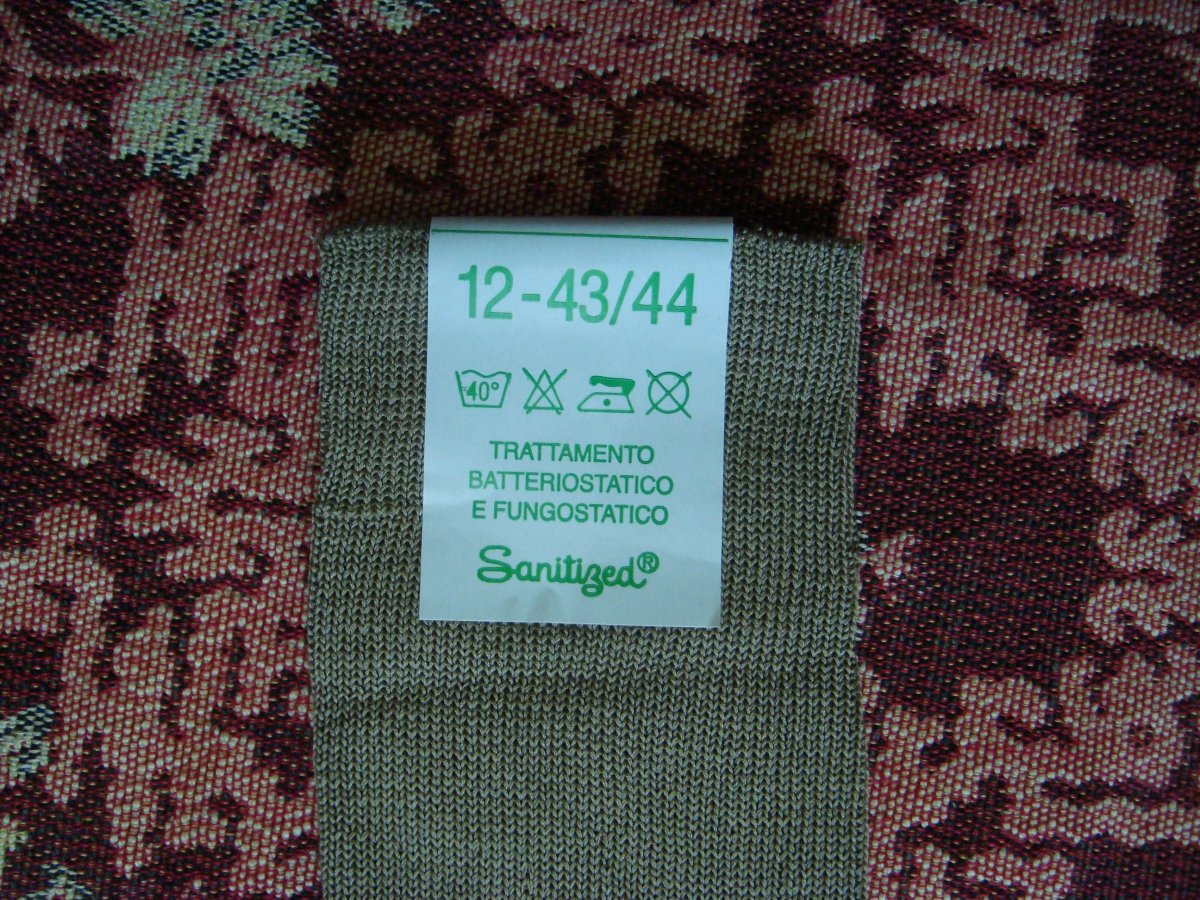 12-43/44
40°
TRATTAMENTO
BATTERIOSTATICO
E FUNGOSTATICO
Sanitized®